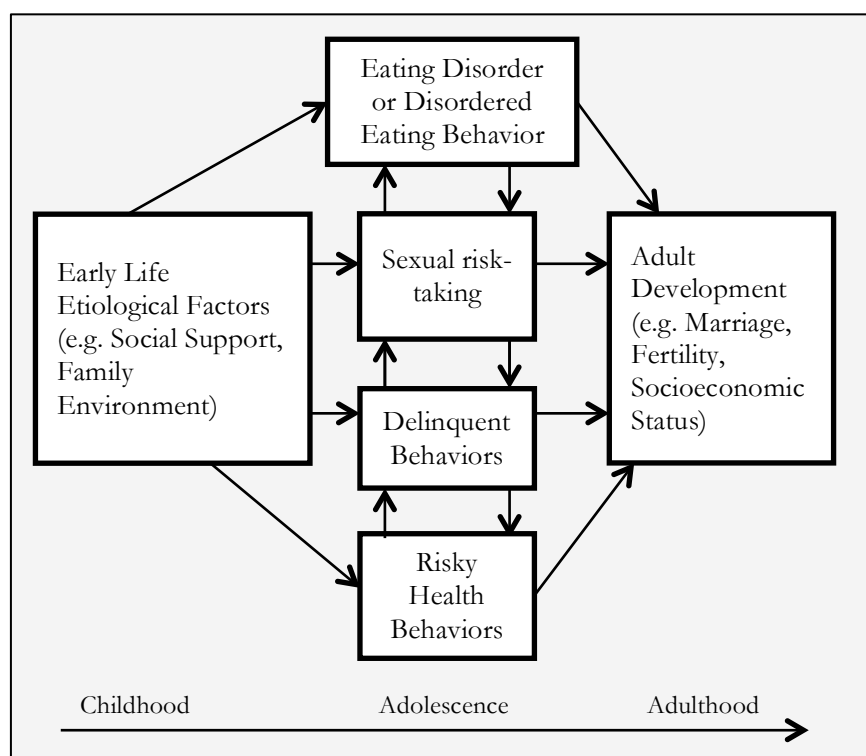 Eating Disorder
or Disordered
Eating Behavior
Early Life
Etiological Factors
(e.g. Social Support,
Family
Environment)
Sexual risk-
taking
Delinquent
Behaviors
Risky
Health
Behaviors
Adult
Development
(e.g. Marriage,
Fertility,
Socioeconomic
Status)
Childhood
Adolescence
Adulthood